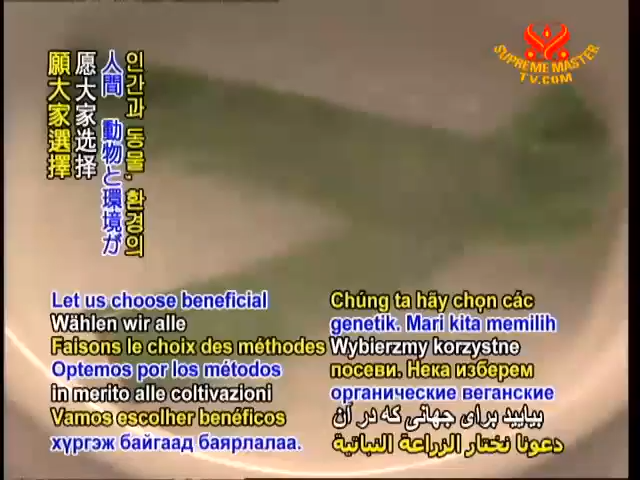 SUPREME MASTER
TV.COM
願大家選擇
愿大家选择
人間 動物と環境が
인간과 동물, 환경의
Let us choose beneficial
Wählen wir alle
Faisons le choix des méthodes
Optemos por los métodos
in merito alle coltivazioni
Vamos escolher benéficos
хүргэж байгаад баярлалаа.
Chúng ta hãy chọn các
genetik. Mari kita memilih
Wybierzmy korzystne
посеви. Нека изберем
органические веганские
بیایید برای جهانی که در آن
دعونا نختار الزراعة النباتية